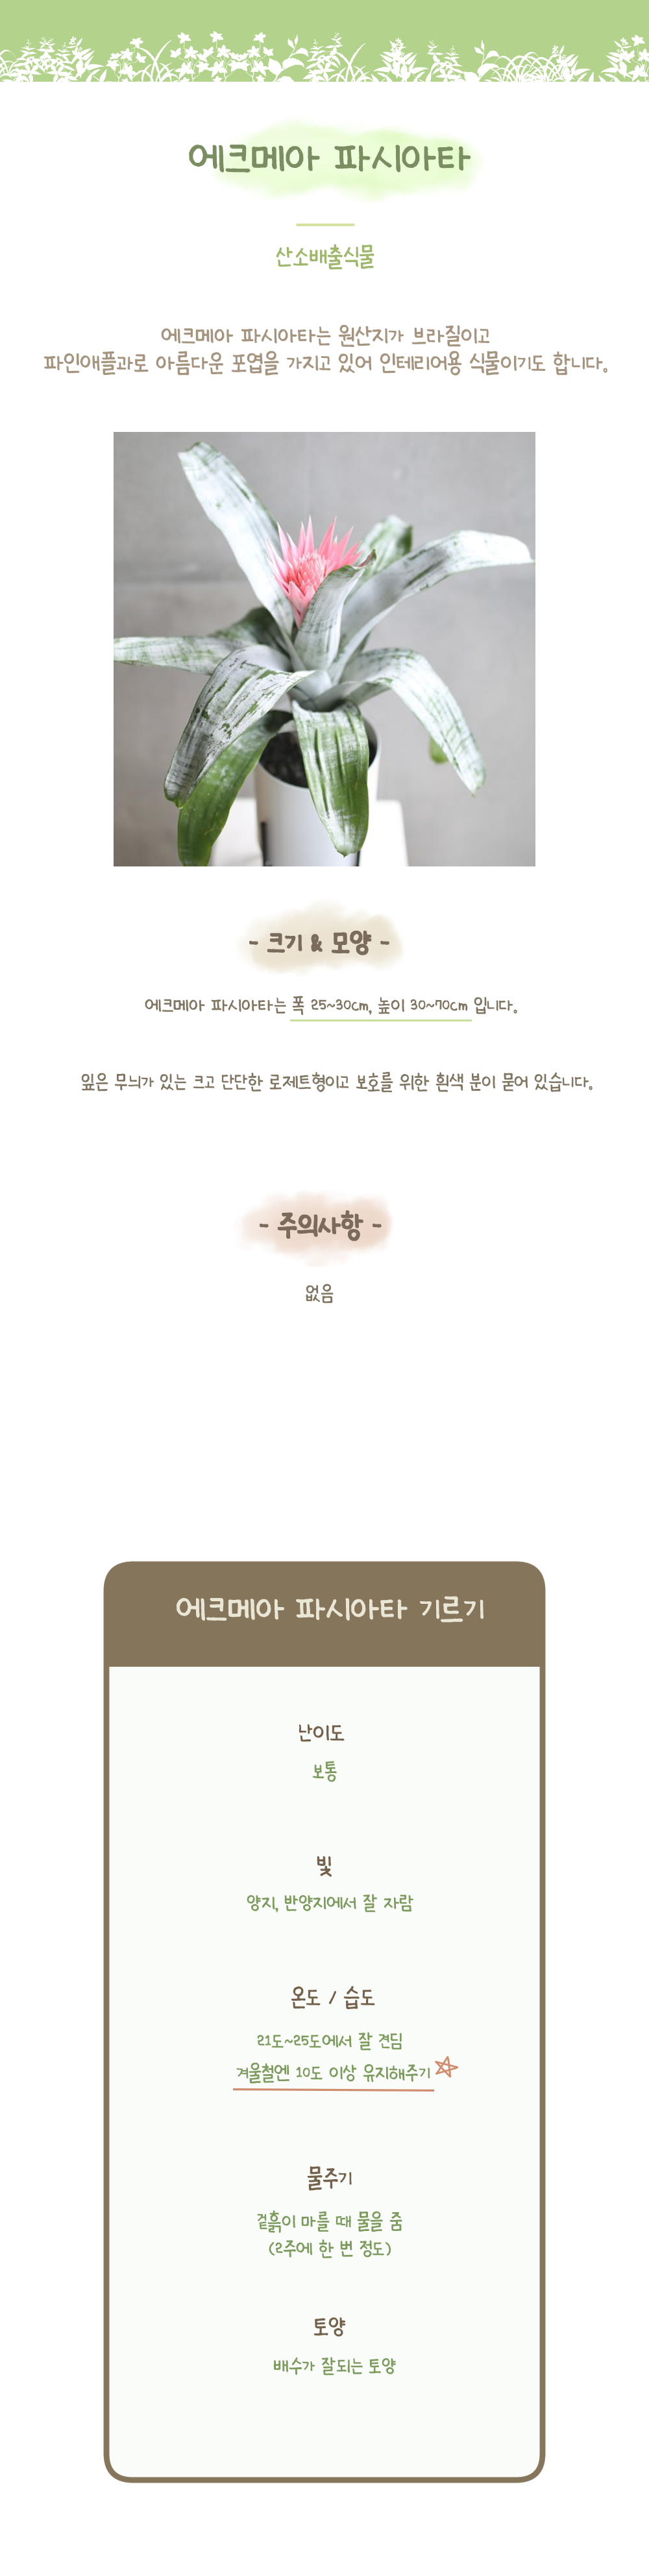 에크메아 파시아타
산소배출식물
에크메아 파시아타는 원산지가 브라질이고
파인애플과로 아름다운 포엽을 가지고 있어 인테리어용 식물이기도 합니다.
- 크기 & 모양 -
에크메아 파시아타는 폭 25~30cm, 높이 30~70cm 입니다.
잎은 무늬가 있는 크고 단단한 로제트형이고 보호를 위한 흰색 분이 묻어 있습니다.
- 주의사항 -
없음
에크메아 파시아타 기르기
난이도
보통
빛
양지, 반양지에서 잘 자람
온도 / 습도
21도~25도에서 잘 견딤
겨울철엔 10도 이상 유지해주기
물주기
겉흙이 마를 때 물을 줌
(2주에 한 번 정도)
토양
배수가 잘되는 토양